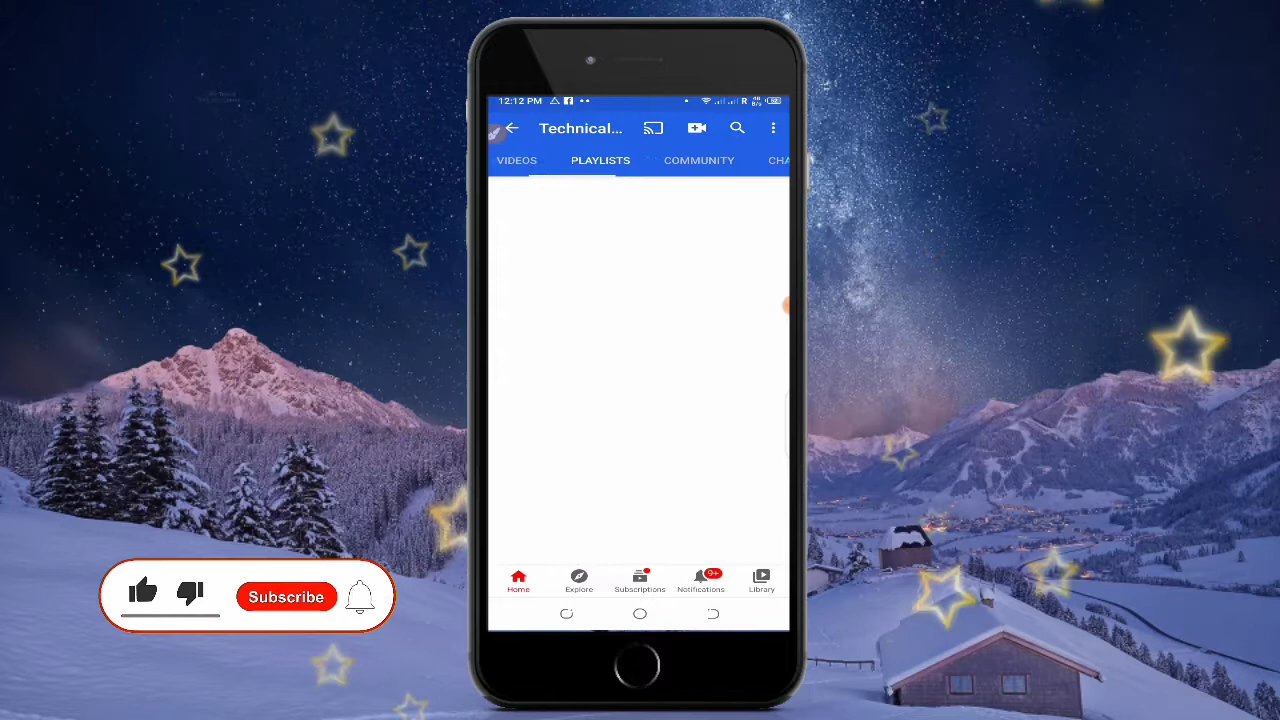 12:12 PM
Technical...
VIDEOS PLAYLISTS COMMUNITY CHA
9+
Home Explore Subscriptions Notifications Library
Subscribe